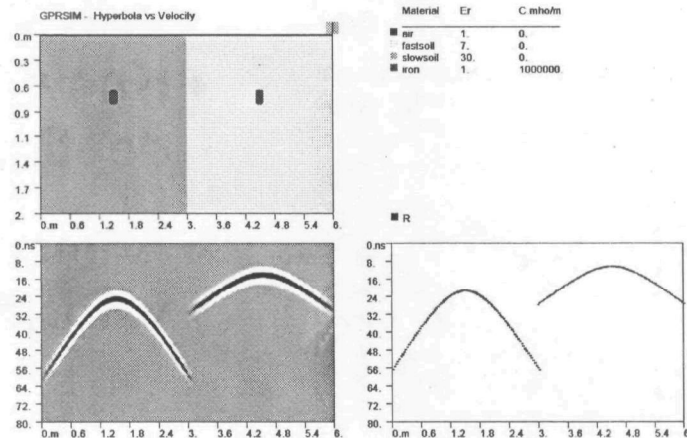 GPRSIM - Hyperbola vs Velocity
Material Er C mho/m
air 1. 0.
fastsoil 7. 0.
slowsoil 30. 0.
iron 1. 1000000.
0.m
0.3
0.6
0.9
1.1
1.4
1.7
2.
0.m 0.6 1.2 1.8 2.4 3. 3.6 4.2 4.8 5.4 6.
R
0.ns
8.
16.
24
32.
40.
48.
56
64.
72.
80.
0.m 0.6 1.2 1.8 2.4 3. 3.6 4.2 4.8 5.4 6.
0.ns
8.
16.
24
32.
40.
48.
56
64.
72.
80.
0.m 0.6 1.2 1.8 2.4 3. 3.6 4.2 4.8 5.4 6